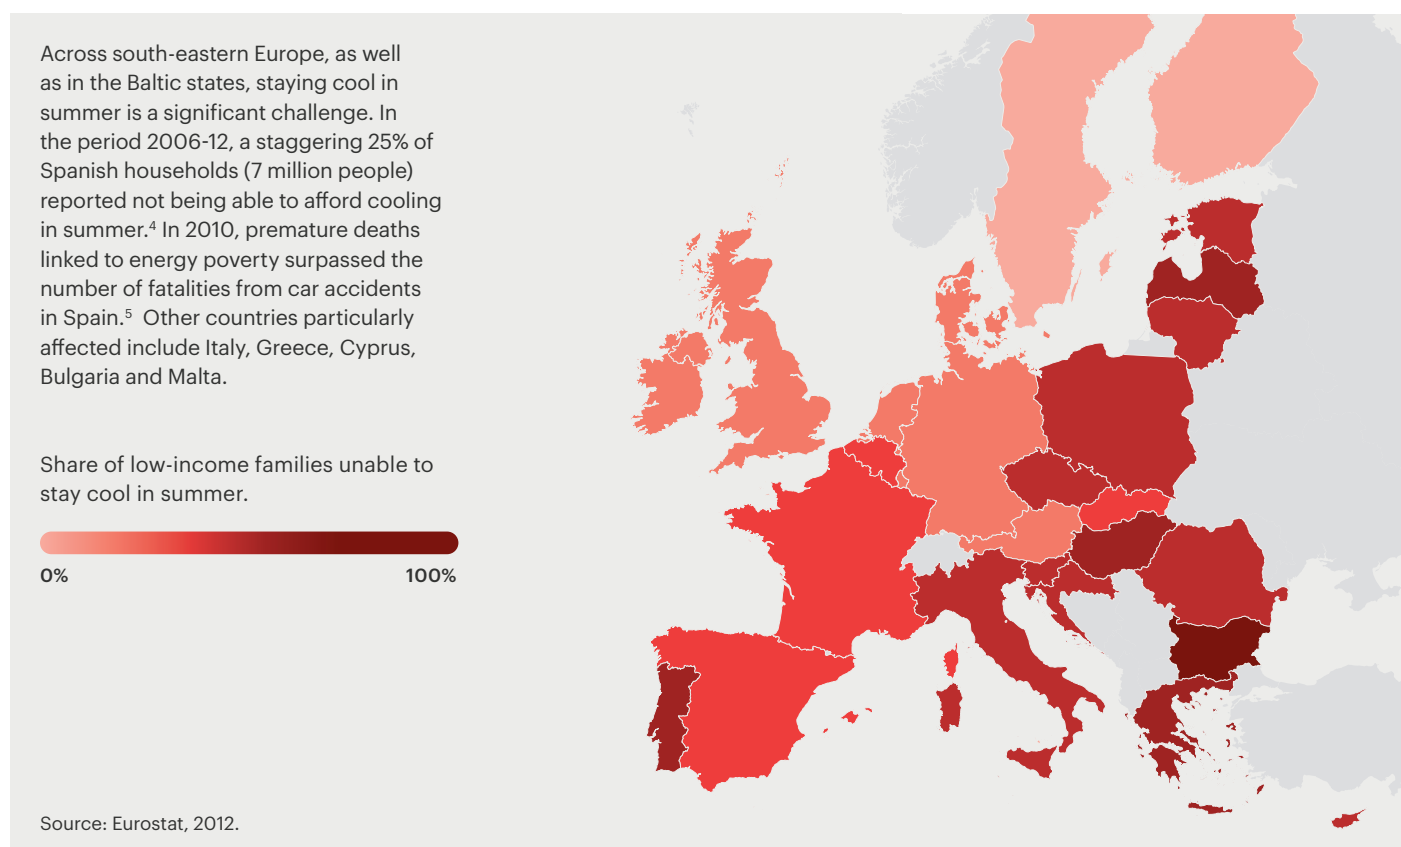 Across south-eastern Europe, as well
as in the Baltic states, staying cool in
summer is a significant challenge. In
the period 2006-12, a staggering 25% of
Spanish households (7 million people)
reported not being able to afford cooling
in summer.⁴ In 2010, premature deaths
linked to energy poverty surpassed the
number of fatalities from car accidents
in Spain.⁵ Other countries particularly
affected include Italy, Greece, Cyprus,
Bulgaria and Malta.
Share of low-income families unable to
stay cool in summer.
0% 100%
Source: Eurostat, 2012.